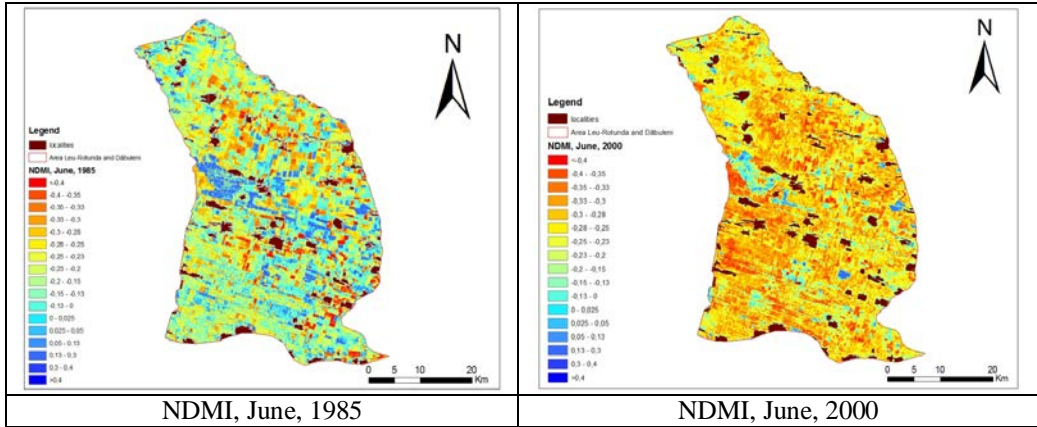 N
Legend
localities
Area Leu-Rotunda and Dăbuleni
NDMI, June, 1985
<-0.4
-0.4 - -0.35
-0.35 - -0.33
-0.35 - -0.3
-0.3 - -0.28
-0.28 - -0.25
-0.25 - -0.23
-0.23 - -0.2
-0.2 - -0.15
-0.15 - -0.13
-0.13 - 0
0 - 0,025
0,025 - 0,05
0,05 - 0.13
0.13 - 0.3
0.3 - 0.4
>0.4
0 5 10 20
Km
N
Legend
localities
Area Leu-Rotunda and Dăbuleni
NDMI, June, 2000
<-0,4
-0,4 - -0,35
-0,35 - -0,33
-0,33 - -0,3
-0,3 - -0,28
-0,28 - -0,25
-0,25 - -0,23
-0,23 - -0,2
-0,2 - -0,15
-0,15 - -0,13
-0,13 - 0
0 - 0,025
0,025 - 0,05
0,05 - 0,13
0,13 - 0,3
0,3 - 0,4
>0,4
0 5 10 20
Km
NDMI, June, 1985
NDMI, June, 2000